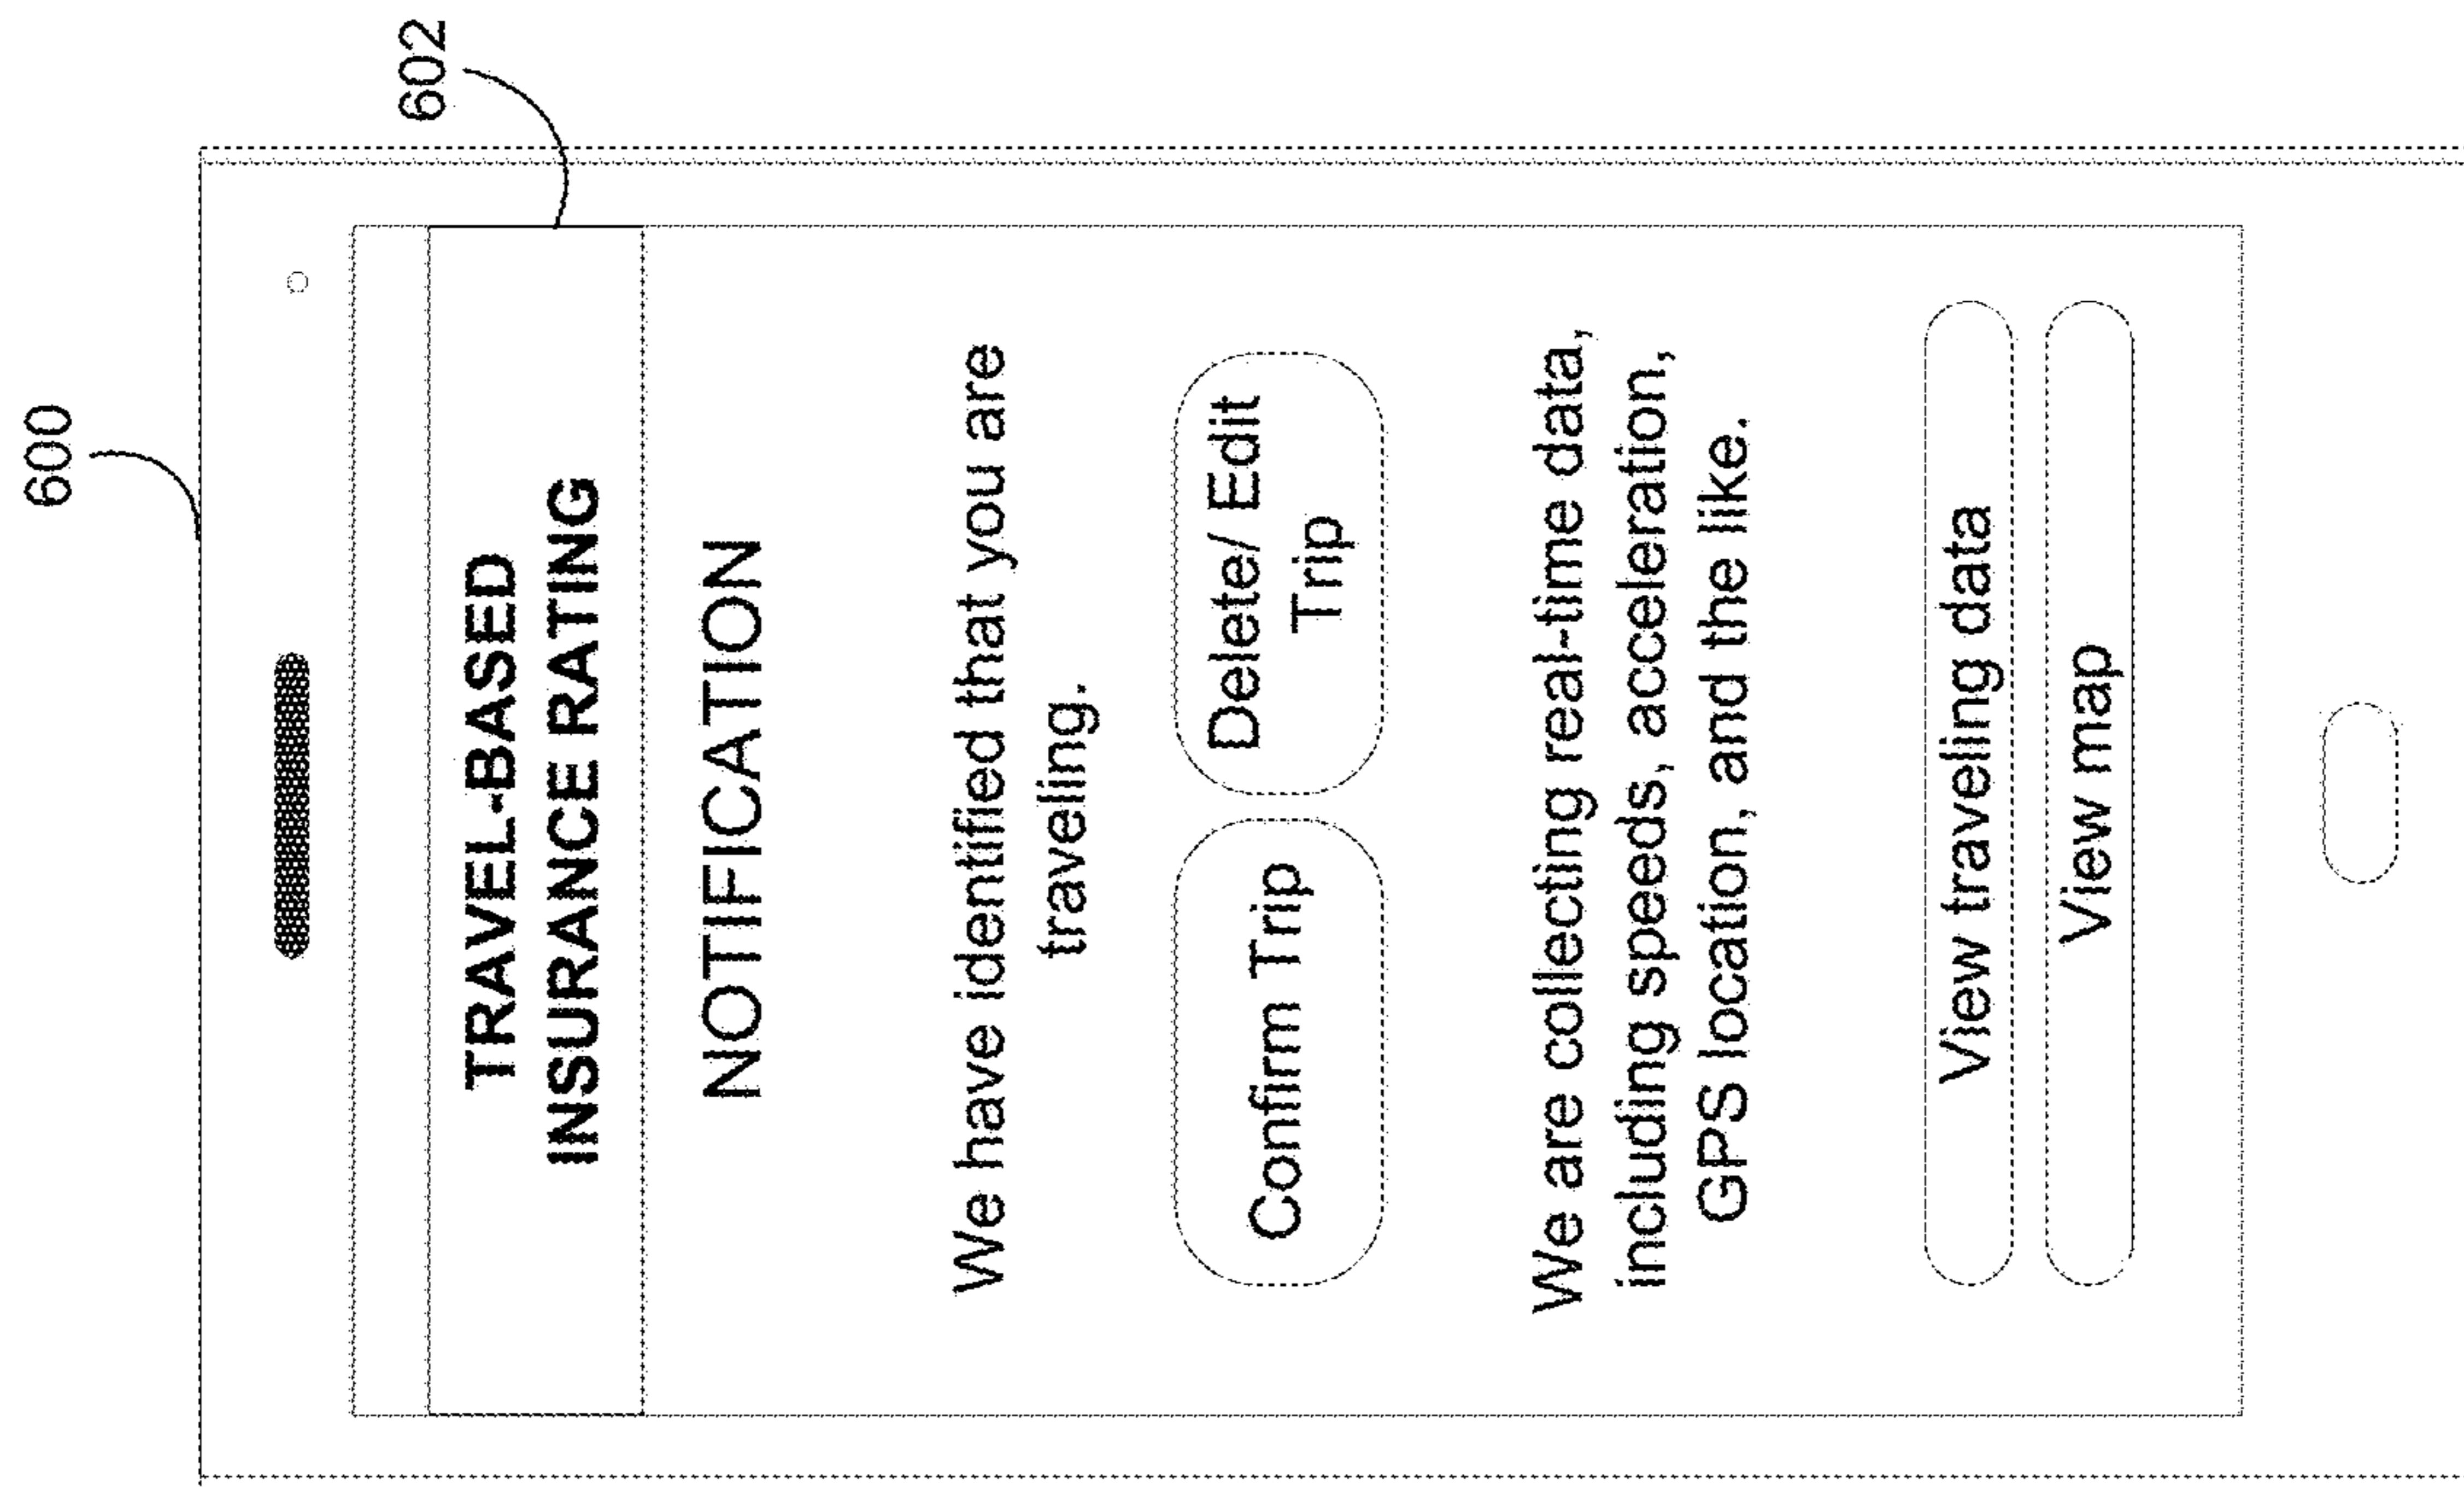 600
602
TRAVEL-BASED
INSURANCE RATING
NOTIFICATION
We have identified that you are
traveling.
Confirm Trip
Delete/ Edit
Trip
We are collecting real-time data,
including speeds, acceleration,
GPS location, and the like.
View traveling data
View map